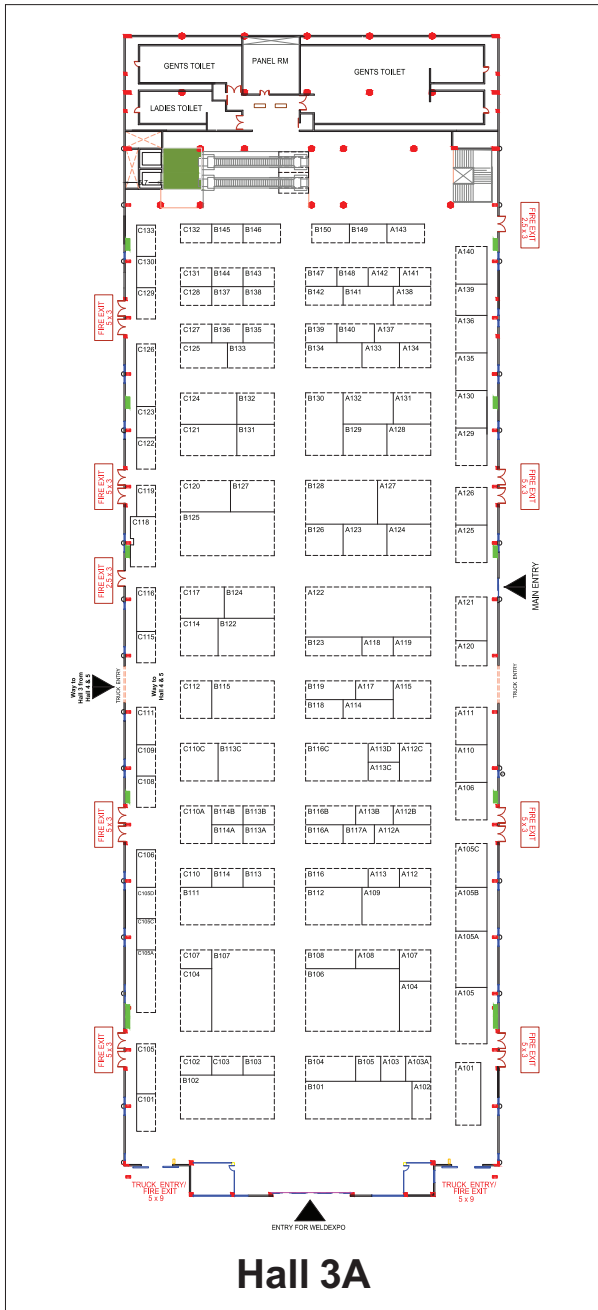 GENTS TOILET
PANEL RM
GENTS TOILET
LADIES TOILET
C133
C132
B145
B146
B150
B149
A143
FIRE EXIT
2.5 x 3
A140
C130
C131
B144
B143
B147
B148
A142
A141
C129
C128
B137
B138
B142
B141
A138
A139
FIRE EXIT
5 x 3
C127
B136
B135
B139
B140
A137
A136
C126
C125
B133
B134
A133
A134
A135
C124
B132
B130
A132
A131
A130
C123
C121
B131
B129
A128
A129
C122
FIRE EXIT
5 x 3
C120
B127
B128
A127
FIRE EXIT
5 x 3
C119
A126
C118
B125
B126
A123
A124
A125
FIRE EXIT
2.5 x 3
C116
C117
B124
A122
A121
MAIN ENTRY
C115
C114
B122
B123
A118
A119
A120
Way to
Hall 3 from
Hall 4 & 5
TRUCK ENTRY
Way to
Hall 4 & 5
C112
B115
B119
A117
A115
TRUCK ENTRY
B118
A114
C111
A111
C109
C110C
B113C
B116C
A113D
A112C
A110
C108
A113C
A106
FIRE EXIT
5 x 3
C110A
B114B
B113B
B116B
A113B
A112B
FIRE EXIT
5 x 3
B114A
B113A
B116A
B117A
A112A
C106
C110
B114
B113
B116
A113
A112
A105C
C105D
B111
B112
A109
A105B
C105C
C105A
C107
B107
B108
A108
A107
A105A
C104
B106
A104
A105
FIRE EXIT
5 x 3
C105
C102
C103
B103
B104
B105
A103
A103A
A101
FIRE EXIT
5 x 3
C101
B102
B101
A102
TRUCK ENTRY/
FIRE EXIT
5 x 9
ENTRY FOR WELDEXPO
TRUCK ENTRY/
FIRE EXIT
5 x 9
Hall 3A